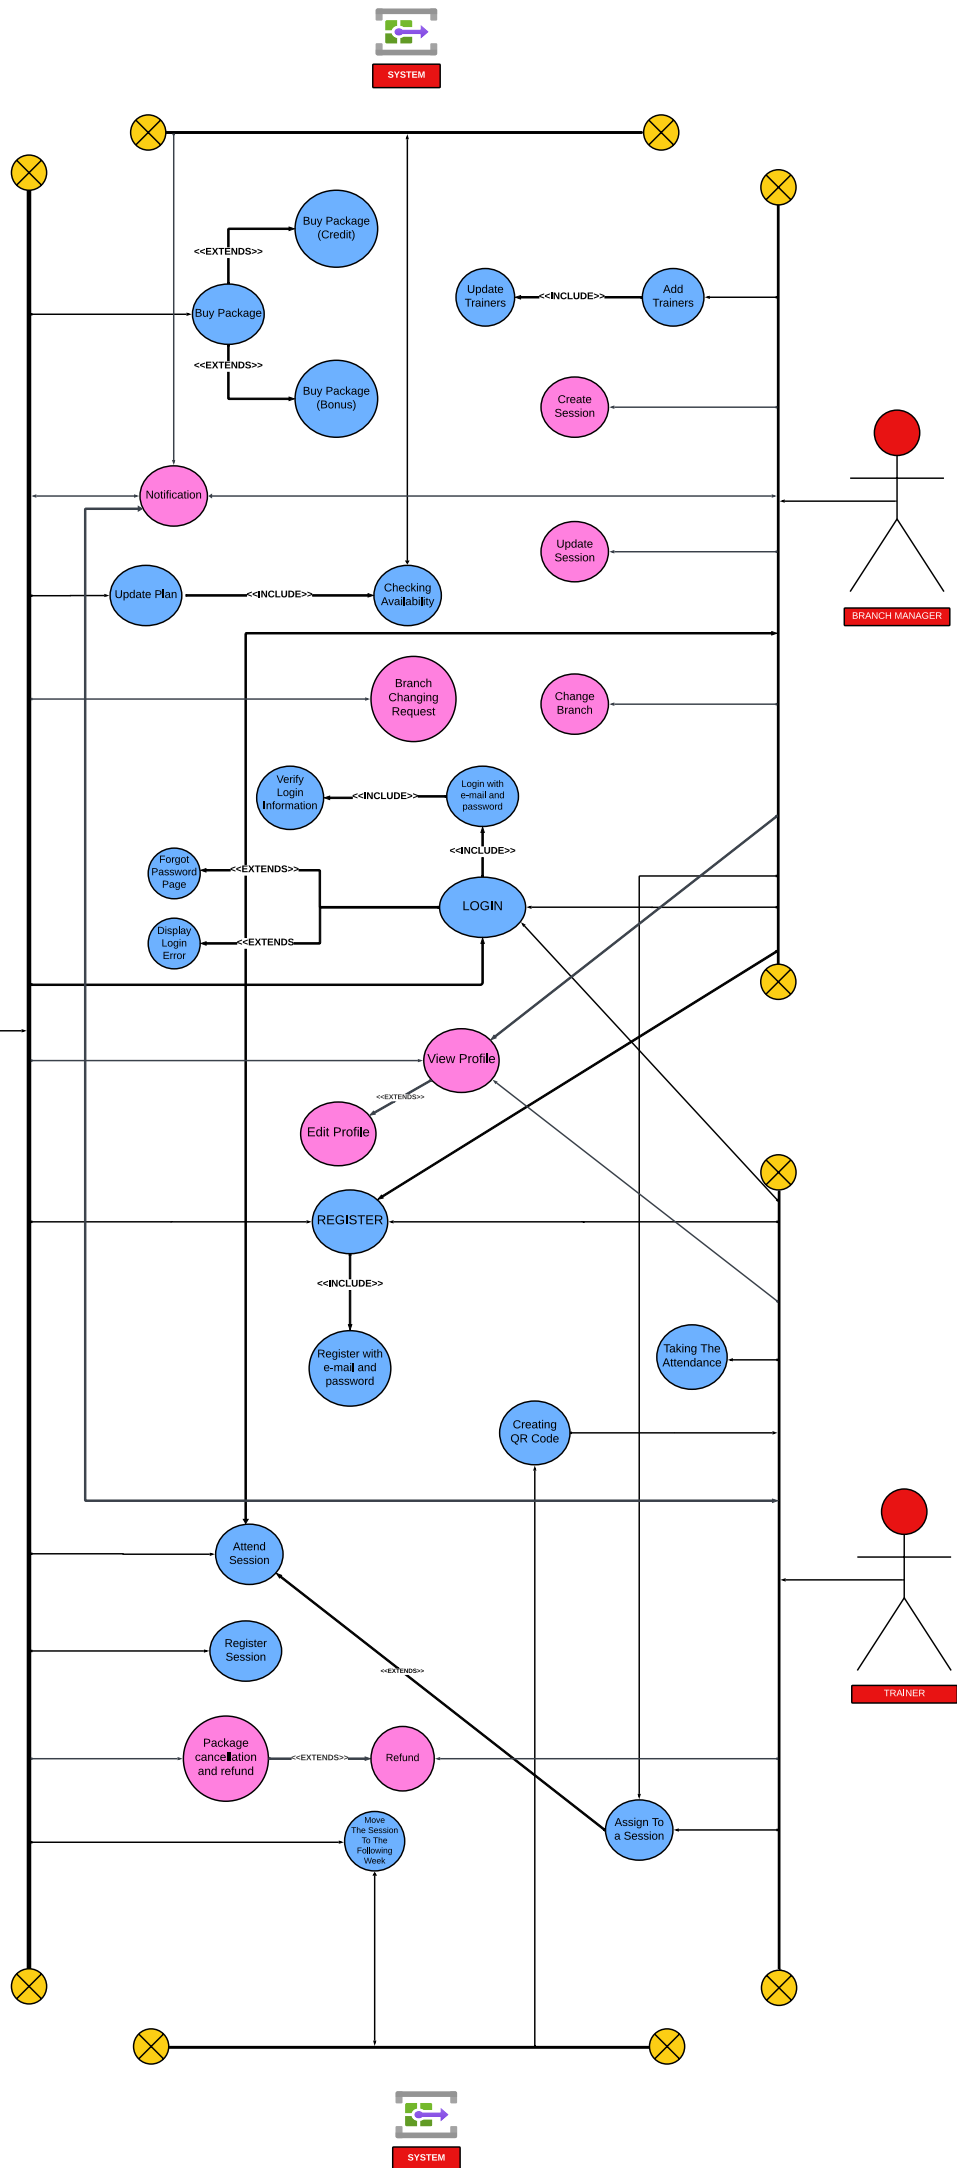 SYSTEM
Buy Package
(Credit)
<<EXTENDS>>
Update
Trainers
<<INCLUDE>>
Add
Trainers
Buy Package
<<EXTENDS>>
Buy Package
(Bonus)
Create
Session
Notification
Update
Session
Update Plan
<<INCLUDE>>
Checking
Availability
BRANCH MANAGER
Branch
Changing
Request
Change
Branch
Verify
Login
Information
<<INCLUDE>>
Login with
e-mail and
password
<<INCLUDE>>
Forgot
Password
Page
<<EXTENDS>>
LOGIN
Display
Login
Error
<<EXTENDS
View Profile
<<EXTENDS>>
Edit Profile
REGISTER
<<INCLUDE>>
Register with
e-mail and
password
Taking The
Attendance
Creating
QR Code
Attend
Session
Register
Session
<<EXTENDS>>
TRAINER
Package
cancellation
and refund
<<EXTENDS>>
Refund
Move
The Session
To The
Following
Week
Assign To
a Session
SYSTEM